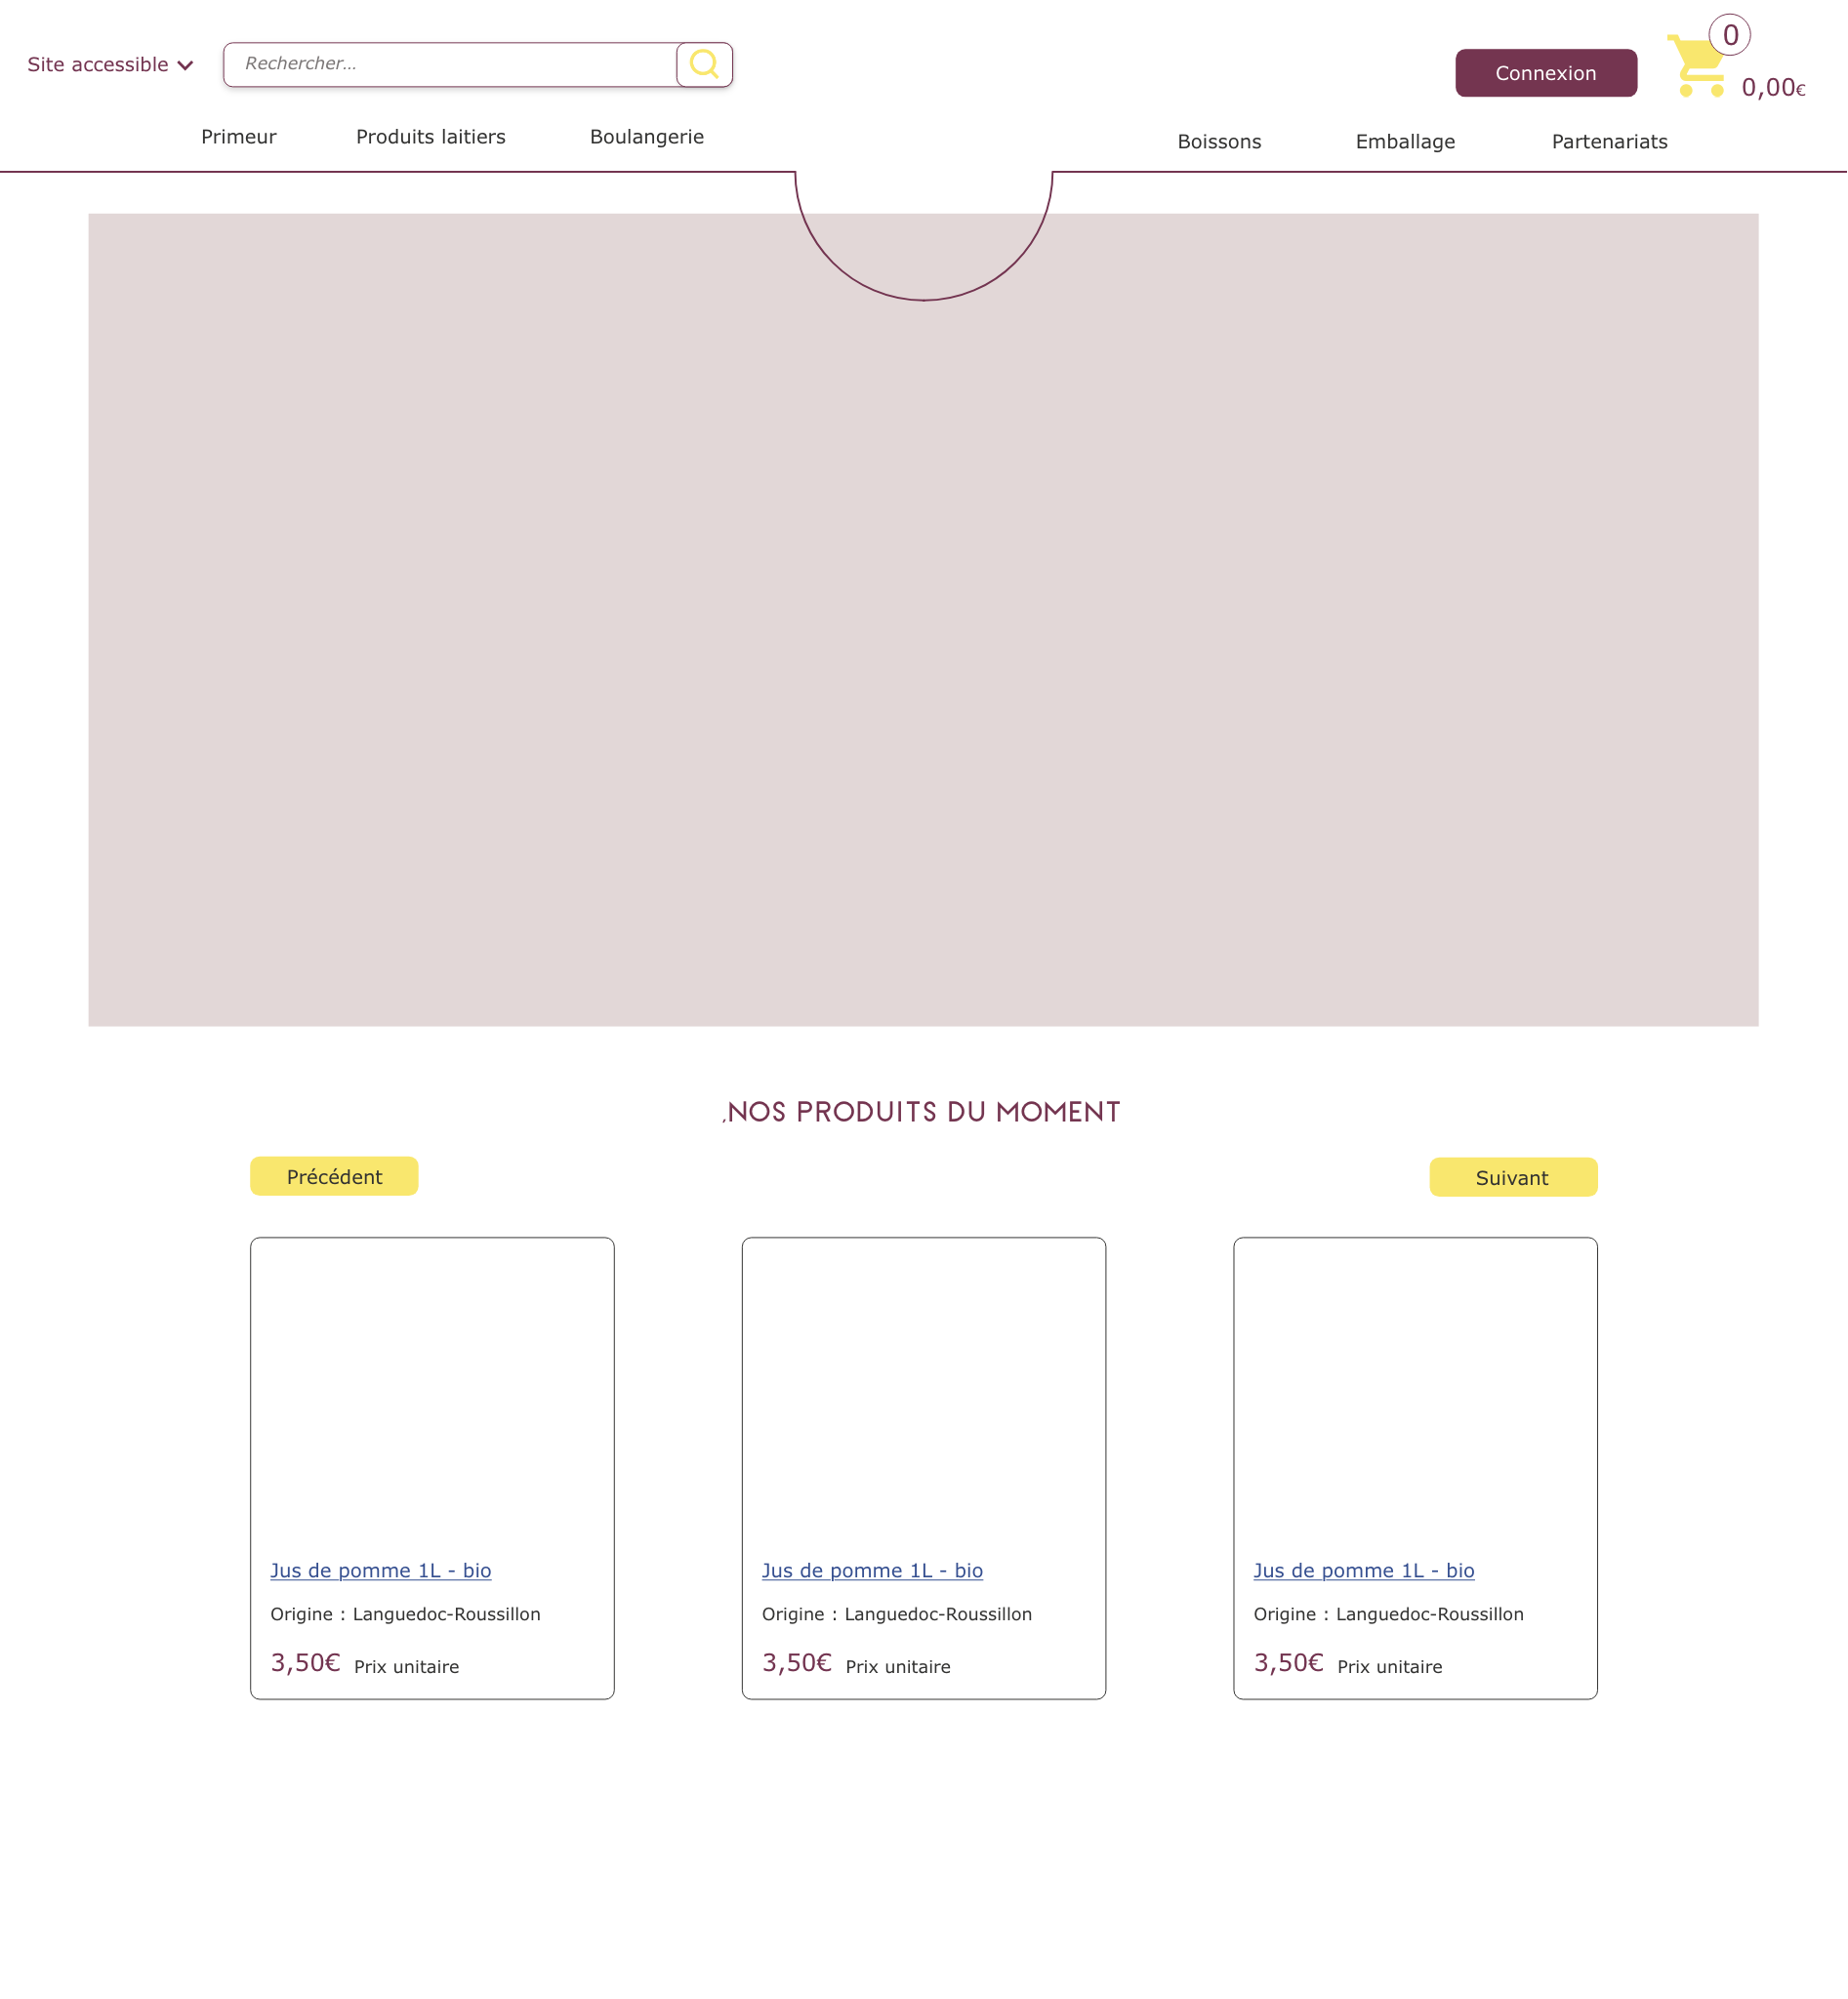 Site accessible
Rechercher...
Connexion
0
0,00€
Primeur
Produits laitiers
Boulangerie
Boissons
Emballage
Partenariats
,NOS PRODUITS DU MOMENT
Précédent
Suivant
Jus de pomme 1L - bio
Origine : Languedoc-Roussillon
3,50€ Prix unitaire
Jus de pomme 1L - bio
Origine : Languedoc-Roussillon
3,50€ Prix unitaire
Jus de pomme 1L - bio
Origine : Languedoc-Roussillon
3,50€ Prix unitaire